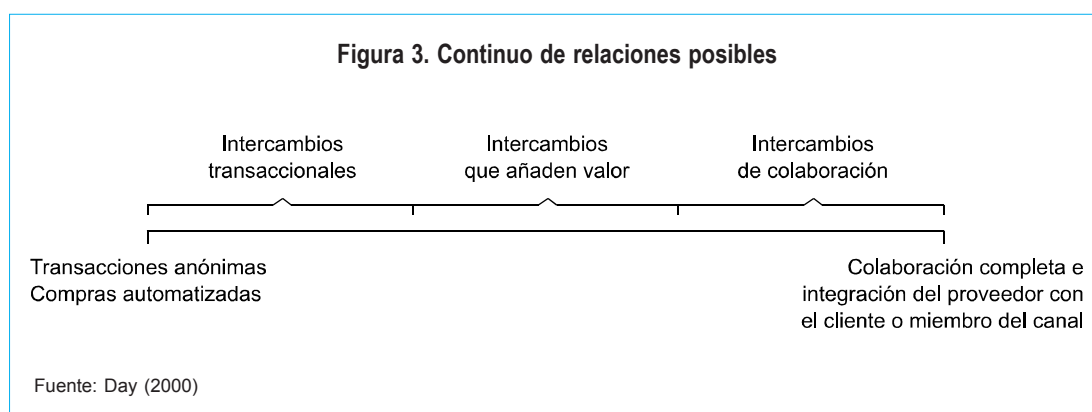 Figura 3. Continuo de relaciones posibles
Intercambios
transaccionales
Intercambios
que añaden valor
Intercambios
de colaboración
Transacciones anónimas
Compras automatizadas
Colaboración completa e
integración del proveedor con
el cliente o miembro del canal
Fuente: Day (2000)